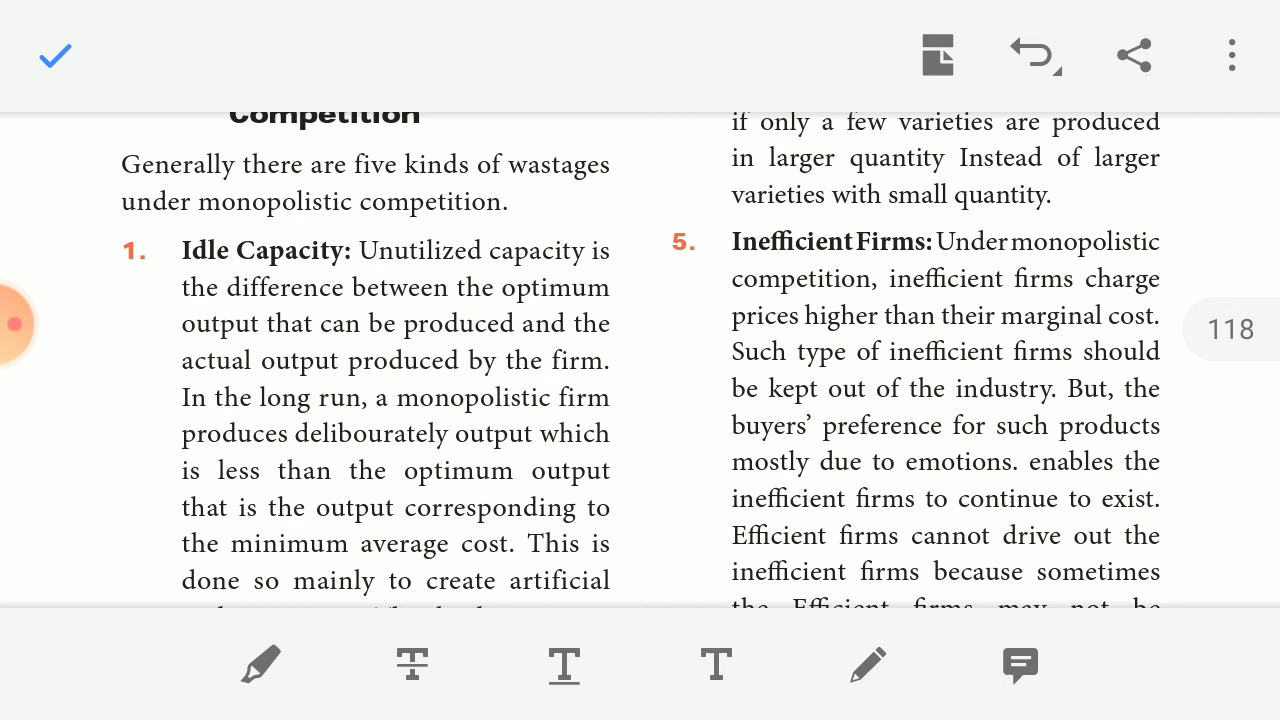 Competition
Generally there are five kinds of wastages
under monopolistic competition.
1. Idle Capacity: Unutilized capacity is
the difference between the optimum
output that can be produced and the
actual output produced by the firm.
In the long run, a monopolistic firm
produces delibourately output which
is less than the optimum output
that is the output corresponding to
the minimum average cost. This is
done so mainly to create artificial
if only a few varieties are produced
in larger quantity Instead of larger
varieties with small quantity.
5. Inefficient Firms: Under monopolistic
competition, inefficient firms charge
prices higher than their marginal cost.
Such type of inefficient firms should
be kept out of the industry. But, the
buyers’ preference for such products
mostly due to emotions. enables the
inefficient firms to continue to exist.
Efficient firms cannot drive out the
inefficient firms because sometimes
the Efficient firms may not be
118